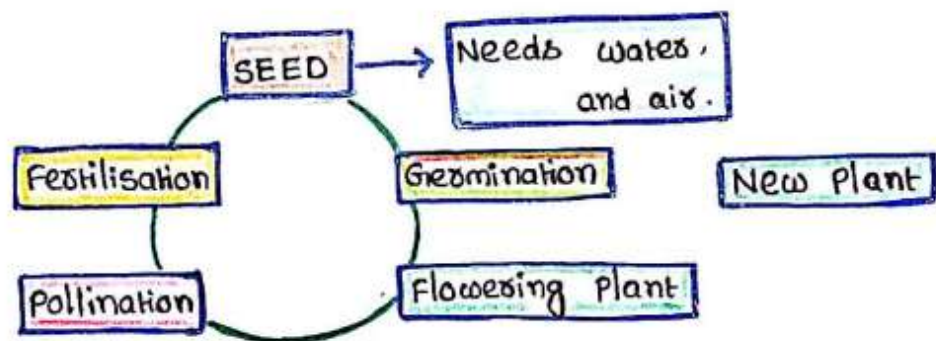 SEED
Needs water,
and air.
Fertilisation
Germination
New Plant
Pollination
Flowering Plant